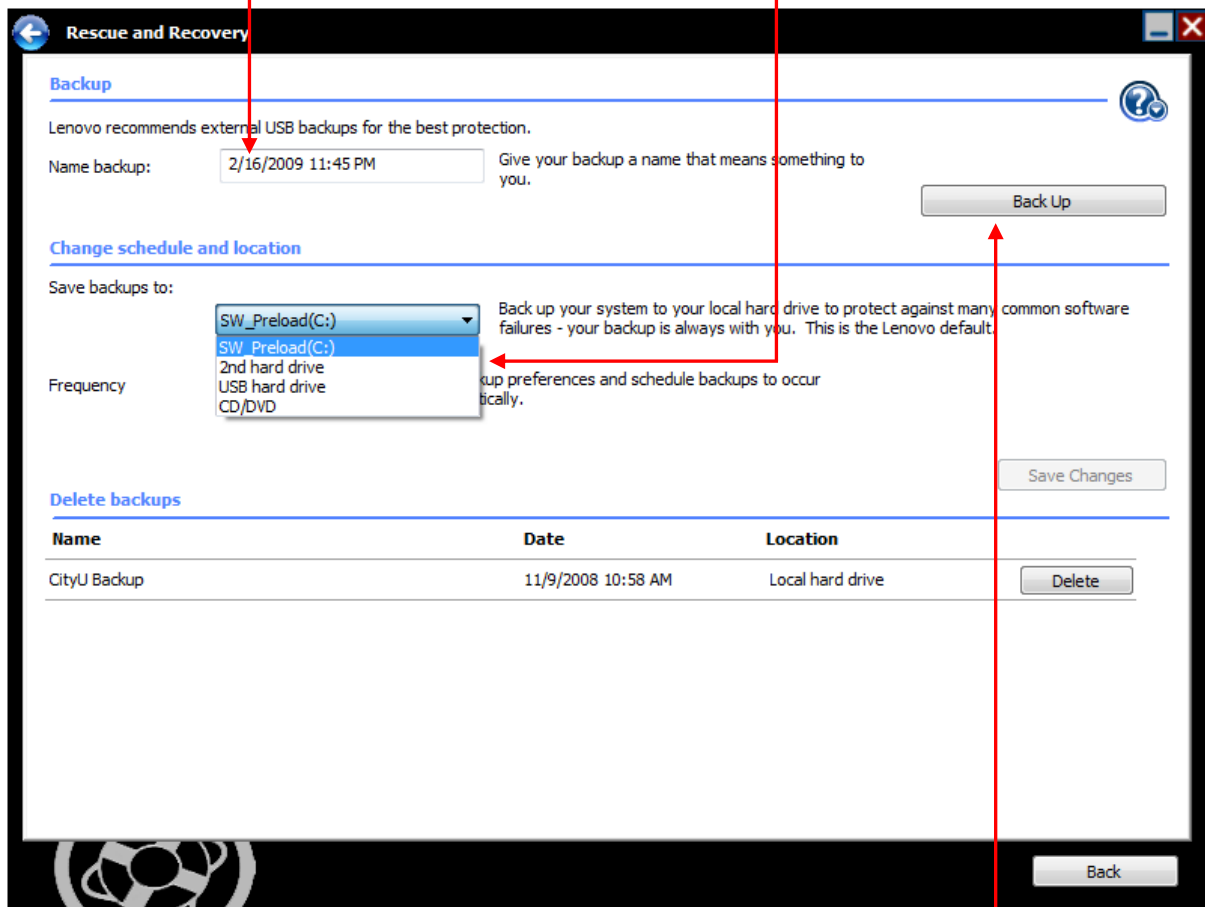 Rescue and Recovery
Backup
Lenovo recommends external USB backups for the best protection.
Name backup:
2/16/2009 11:45 PM
Give your backup a name that means something to
you.
Back Up
Change schedule and location
Save backups to:
SW_Preload(C:)
Back up your system to your local hard drive to protect against many common software
failures - your backup is always with you. This is the Lenovo default.
SW_Preload(C:)
2nd hard drive
USB hard drive
CD/DVD
Frequency
preferences and schedule backups to occur
Save Changes
Delete backups
Name Date Location
CityU Backup 11/9/2008 10:58 AM Local hard drive Delete
Back